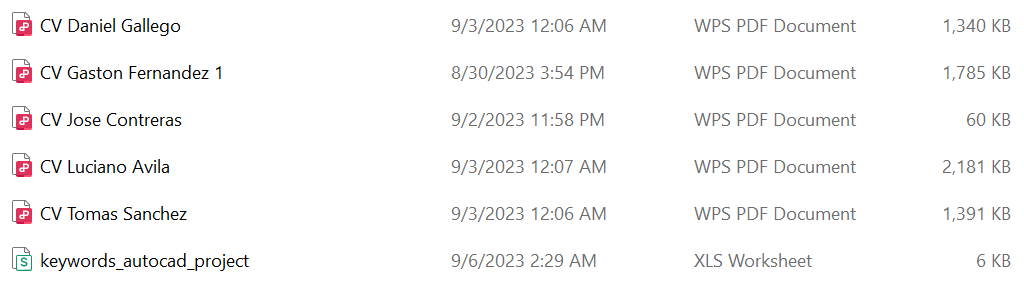 CV Daniel Gallego 9/3/2023 12:06 AM WPS PDF Document 1,340 KB
CV Gaston Fernandez 1 8/30/2023 3:54 PM WPS PDF Document 1,785 KB
CV Jose Contreras 9/2/2023 11:58 PM WPS PDF Document 60 KB
CV Luciano Avila 9/3/2023 12:07 AM WPS PDF Document 2,181 KB
CV Tomas Sanchez 9/3/2023 12:06 AM WPS PDF Document 1,391 KB
keywords_autocad_project 9/6/2023 2:29 AM XLS Worksheet 6 KB